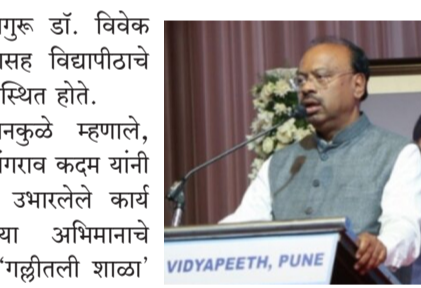 गुरू डॉ. विवेक
सह विद्यापीठाचे
स्थित होते.
नकुळे म्हणाले,
गराव कदम यांनी
उभारलेले कार्य
या अभिमानाचे
'गल्लीतली शाळा'
VIDYAPEETH, PUNE